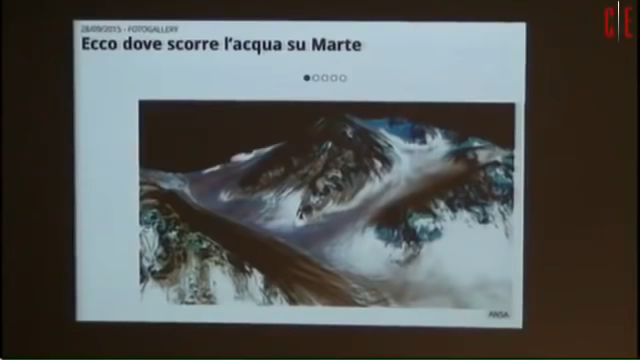 28/09/2015 - FOTOGALLERY
Ecco dove scorre l'acqua su Marte
ANSA
C E